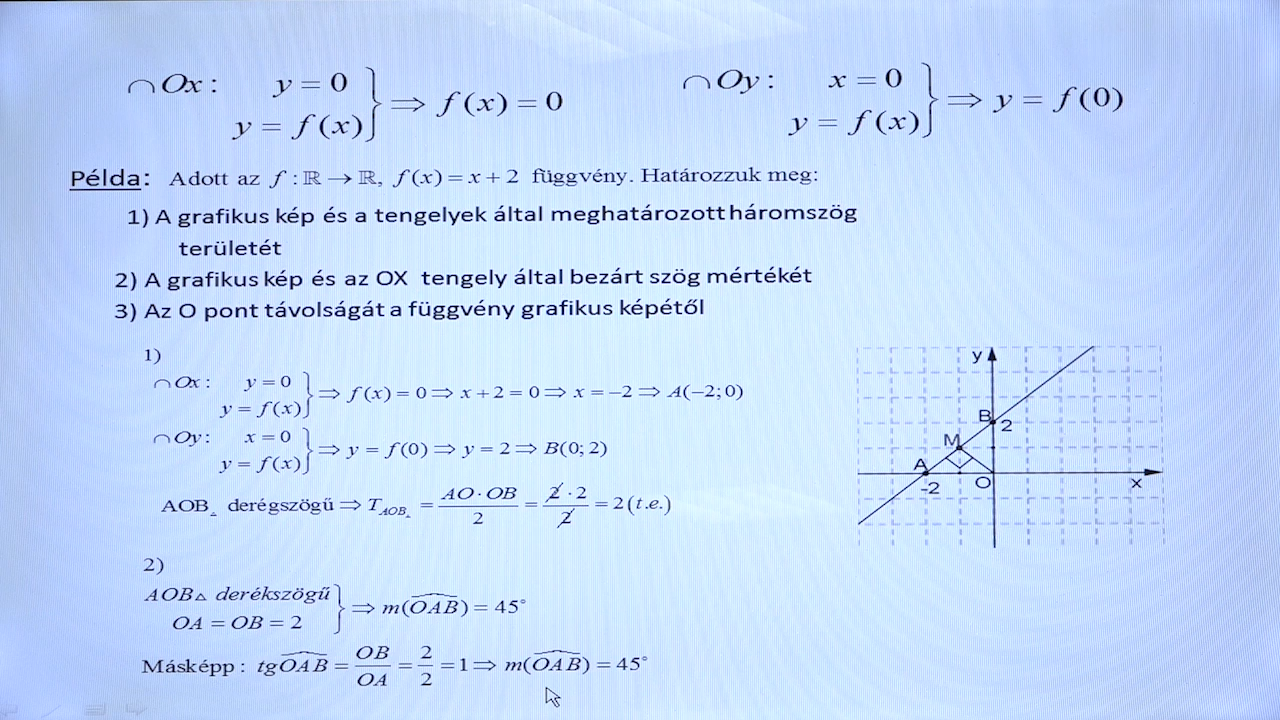 ∩Ox: y = 0
y = f(x) } ⇒ f(x) = 0
∩Oy: x = 0
y = f(x) } ⇒ y = f(0)
Példa: Adott az f : ℝ → ℝ, f(x) = x + 2 függvény. Határozzuk meg:
1) A grafikus kép és a tengelyek által meghatározott háromszög
területét
2) A grafikus kép és az OX tengely által bezárt szög mértékét
3) Az O pont távolságát a függvény grafikus képétől
1)
∩Ox: y = 0
y = f(x) } ⇒ f(x) = 0 ⇒ x + 2 = 0 ⇒ x = −2 ⇒ A(−2;0)
∩Oy: x = 0
y = f(x) } ⇒ y = f(0) ⇒ y = 2 ⇒ B(0; 2)
AOB△ derégszögű ⇒ T_AOB△ = AO · OB / 2 = 2 · 2 / 2 = 2 (t.e.)
2)
AOB△ derékszögű
OA = OB = 2 } ⇒ m(OAB) = 45°
Másképp : tg OAB = OB / OA = 2 / 2 = 1 ⇒ m(OAB) = 45°
y
B
2
M
A
-2
O
x